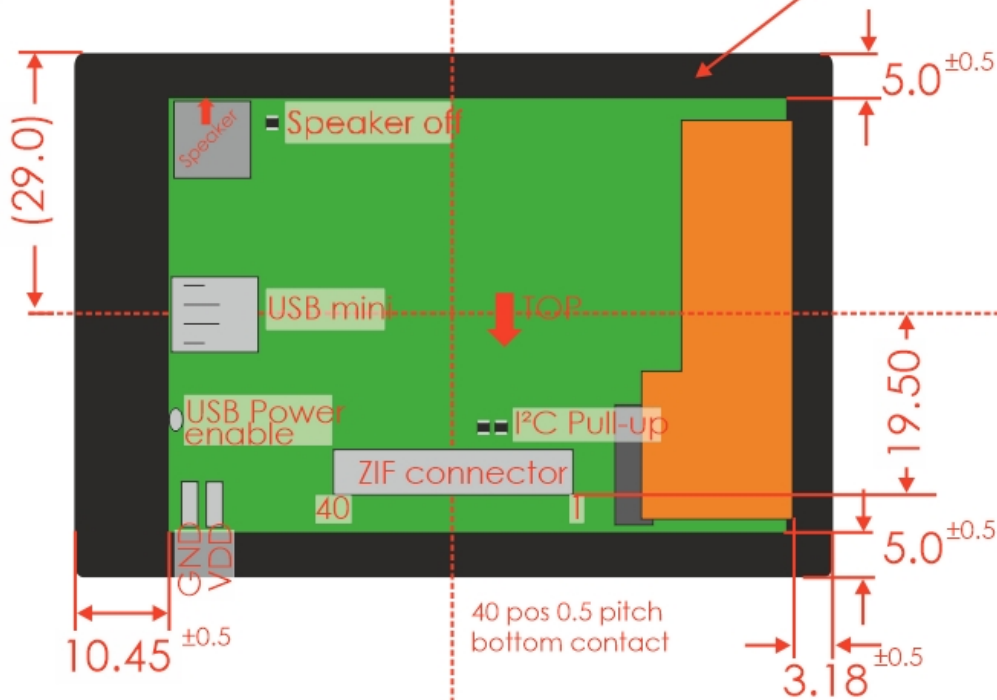 5.0 ±0.5
(29.0)
Speaker
Speaker off
USB mini
TOP
19.50
USB Power
enable
I²C Pull-up
ZIF connector
40
1
GND
VDD
5.0 ±0.5
10.45 ±0.5
40 pos 0.5 pitch
bottom contact
3.18 ±0.5